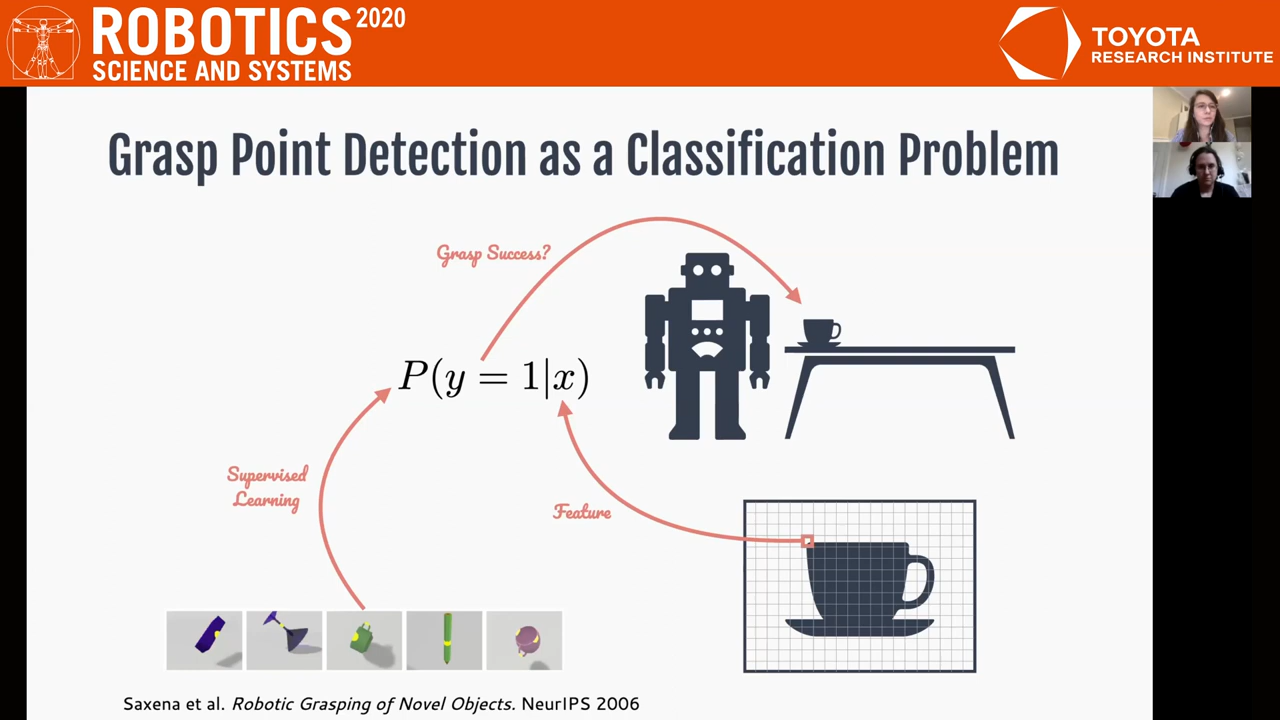 ROBOTICS 2020
SCIENCE AND SYSTEMS
TOYOTA
RESEARCH INSTITUTE
Grasp Point Detection as a Classification Problem
Grasp Success?
P(y = 1|x)
Supervised
Learning
Feature
Saxena et al. Robotic Grasping of Novel Objects. NeurIPS 2006